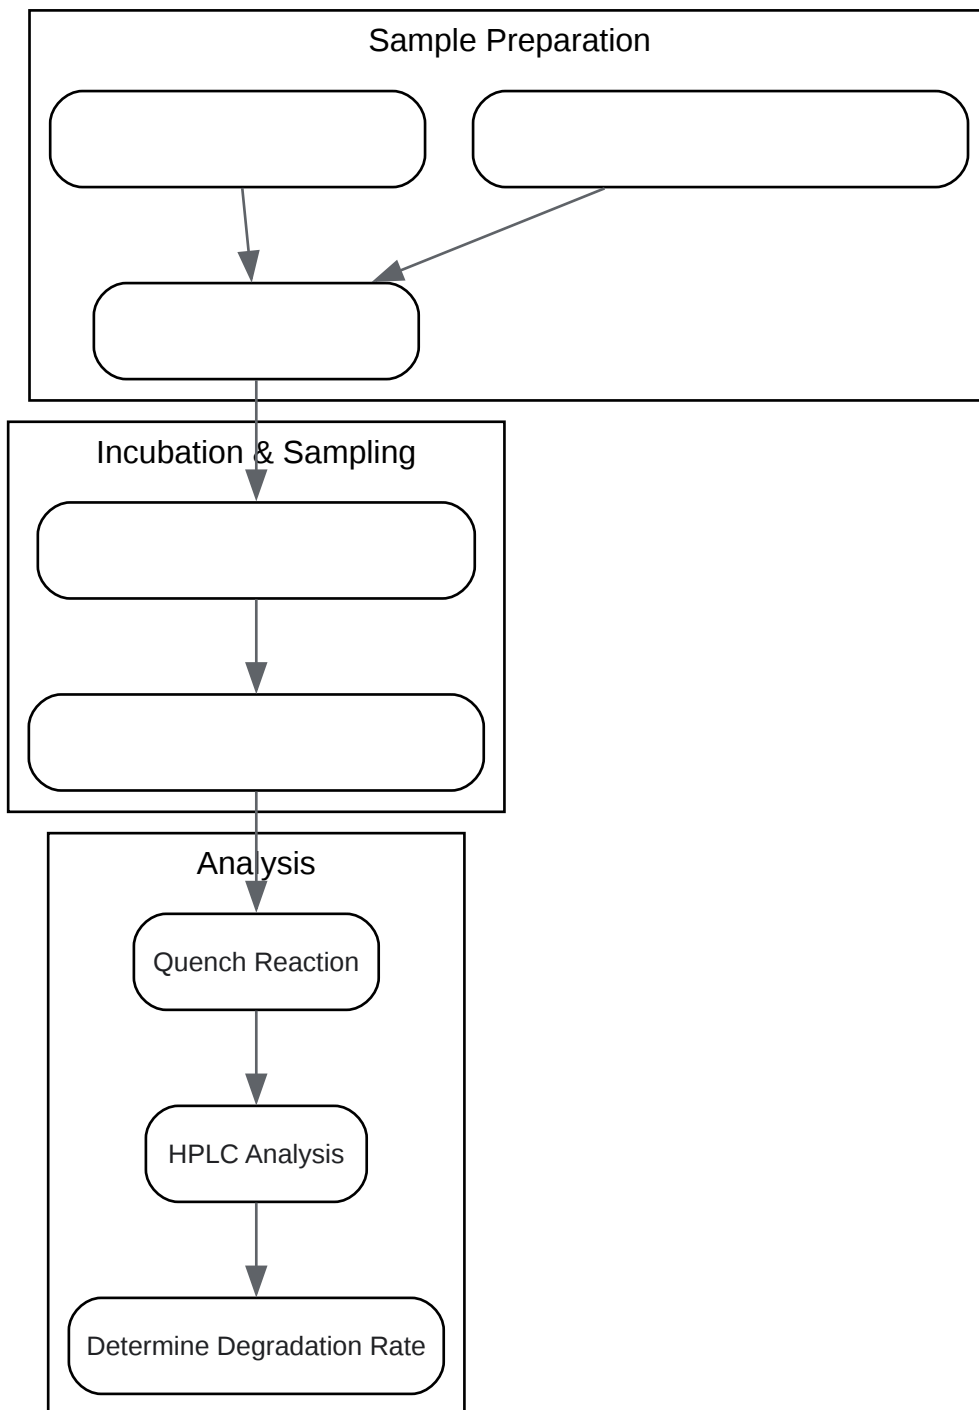 Sample Preparation
Incubation & Sampling
Analysis
Quench Reaction
HPLC Analysis
Determine Degradation Rate